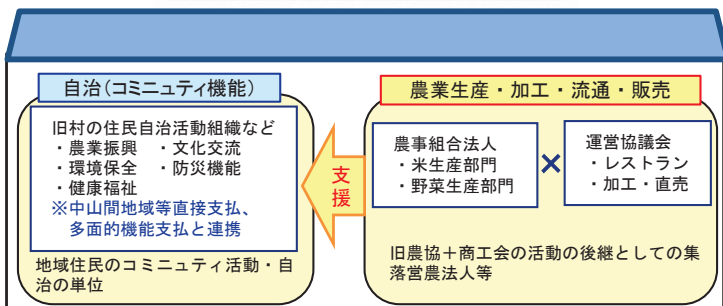 自治(コミニュティ機能)
旧村の住民自治活動組織など
・農業振興 ・文化交流
・環境保全 ・防災機能
・健康福祉
※中山間地域等直接支払、
多面的機能支払と連携
地域住民のコミュニティ活動・自
治の単位
支援
農業生産・加工・流通・販売
農事組合法人
・米生産部門
・野菜生産部門
×
運営協議会
・レストラン
・加工・直売
旧農協+商工会の活動の後継としての集
落営農法人等